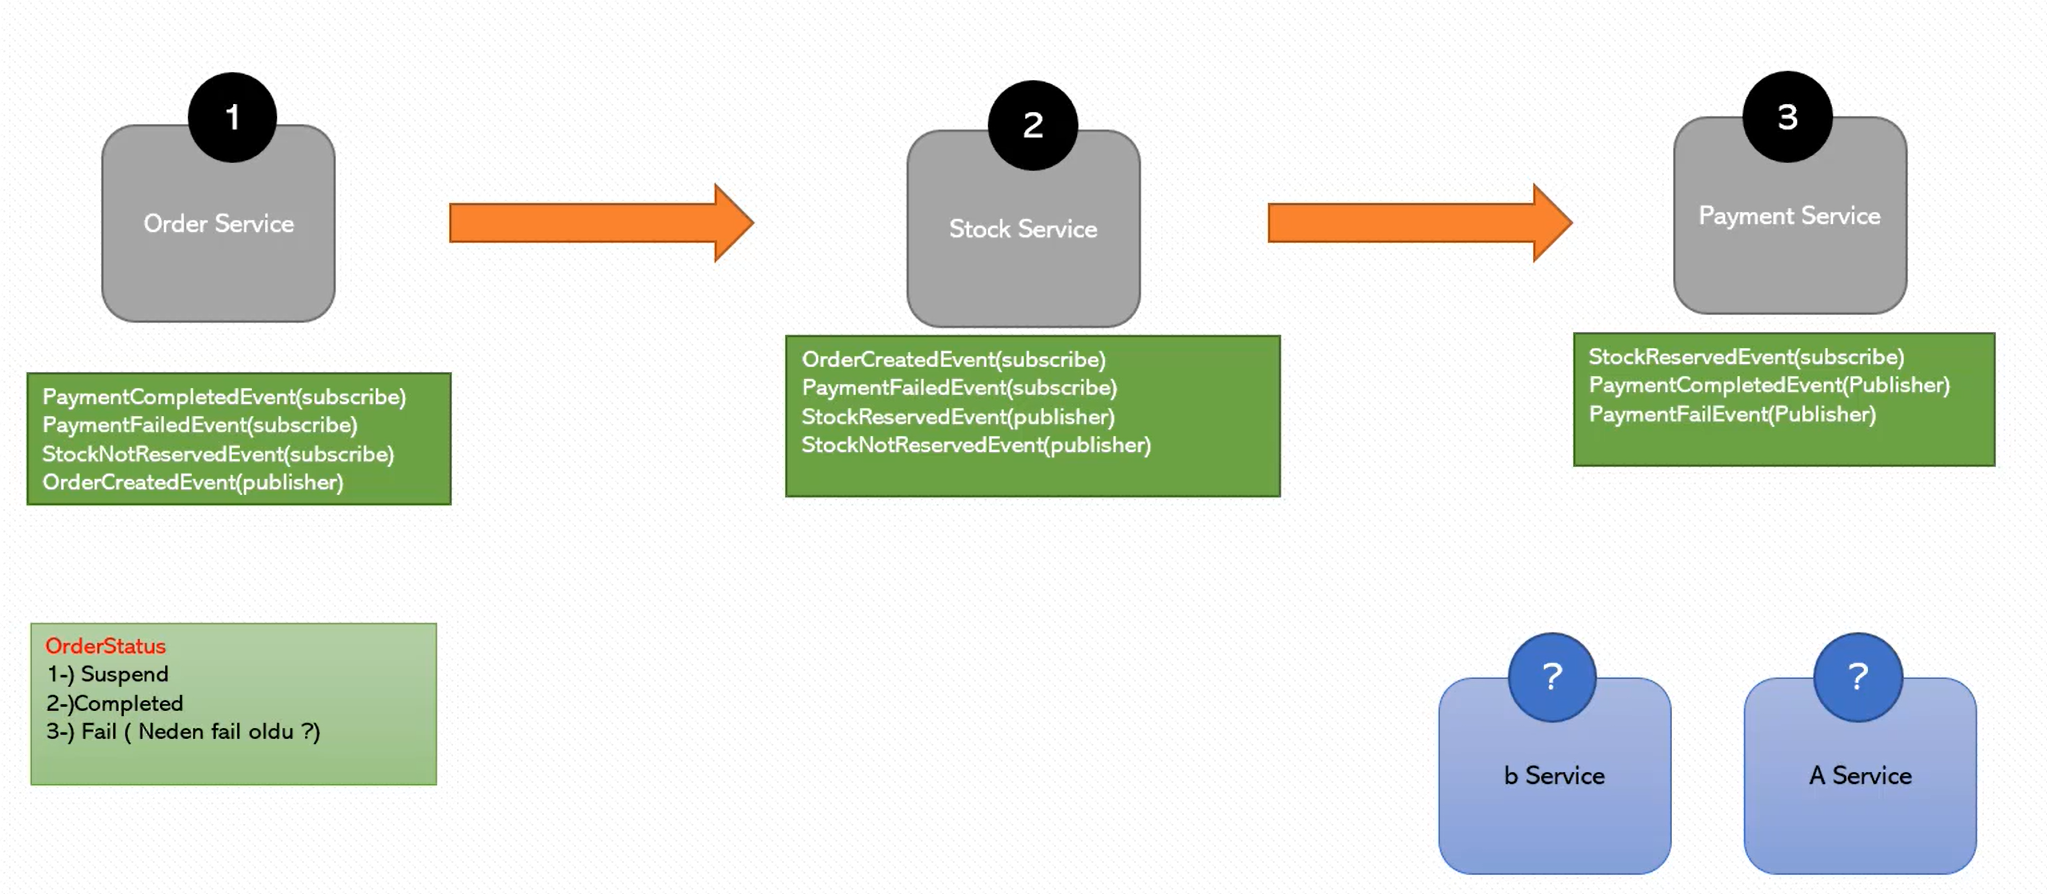 1
Order Service
PaymentCompletedEvent(subscribe)
PaymentFailedEvent(subscribe)
StockNotReservedEvent(subscribe)
OrderCreatedEvent(publisher)
2
Stock Service
OrderCreatedEvent(subscribe)
PaymentFailedEvent(subscribe)
StockReservedEvent(publisher)
StockNotReservedEvent(publisher)
3
Payment Service
StockReservedEvent(subscribe)
PaymentCompletedEvent(Publisher)
PaymentFailEvent(Publisher)
OrderStatus
1-) Suspend
2-)Completed
3-) Fail ( Neden fail oldu ?)
?
b Service
?
A Service